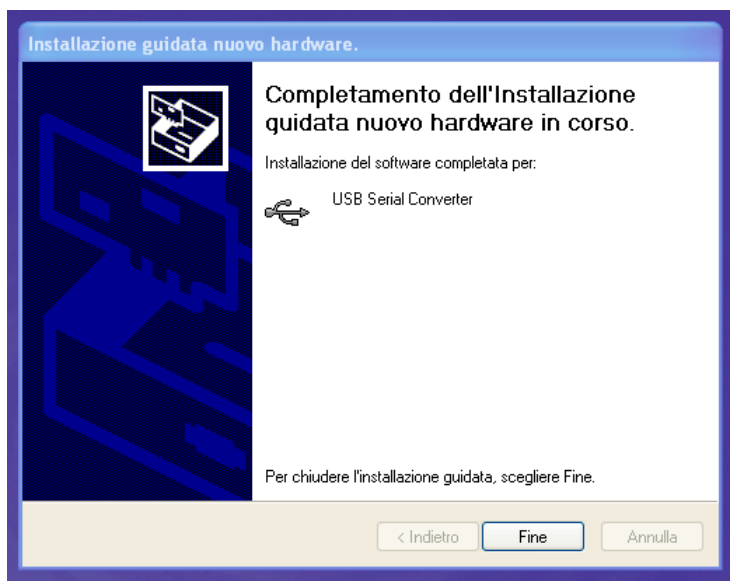 Installazione guidata nuovo hardware.
Completamento dell'Installazione
guidata nuovo hardware in corso.
Installazione del software completata per:
USB Serial Converter
Per chiudere l'installazione guidata, scegliere Fine.
< Indietro
Fine
Annulla